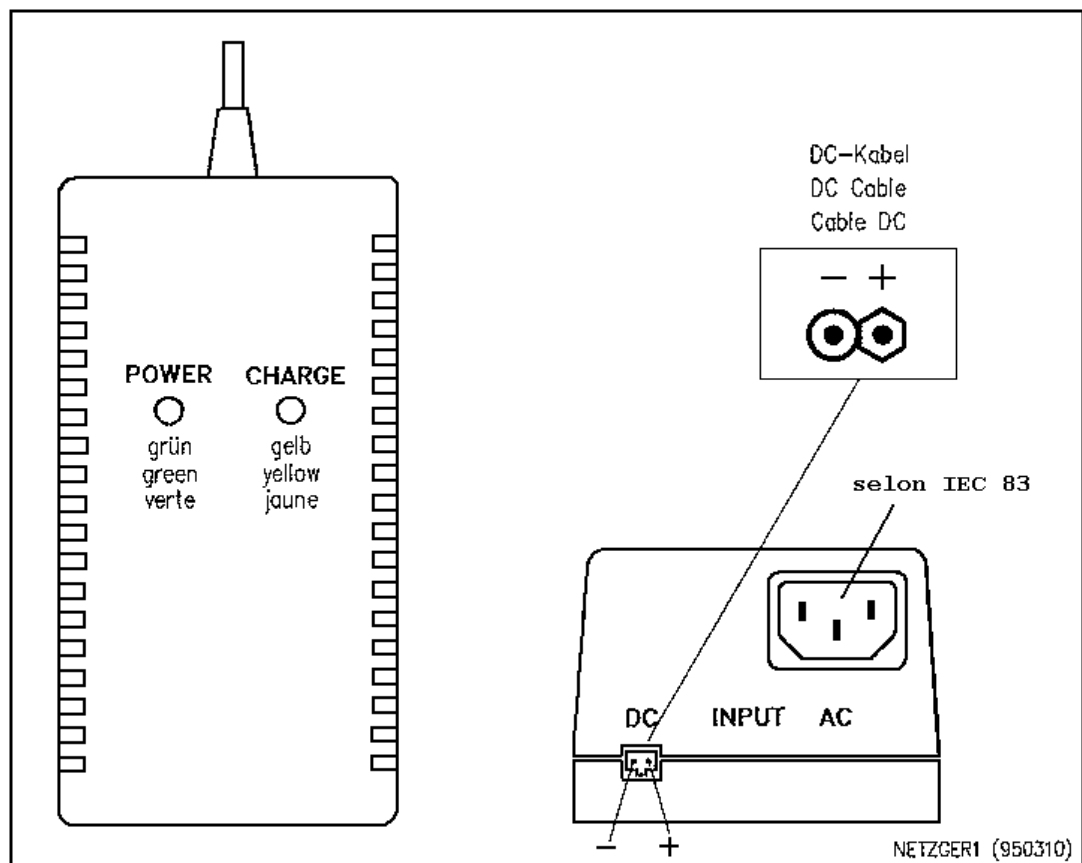 DC-Kabel
DC Cable
Cable DC
− +
POWER CHARGE
grün gelb
green yellow
verte jaune
selon IEC 83
DC INPUT AC
− +
NETZGER1 (950310)